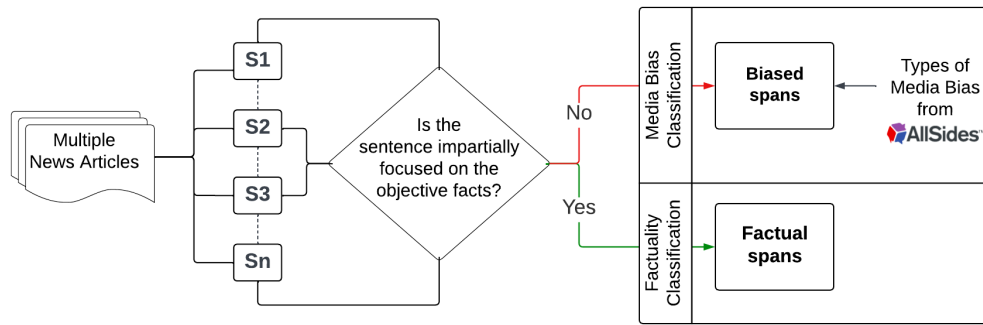 Multiple
News Articles
S1
S2
S3
Sn
Is the
sentence impartially
focused on the
objective facts?
No
Yes
Media Bias
Classification
Biased
spans
Types of
Media Bias
from
AllSides™
Factuality
Classification
Factual
spans